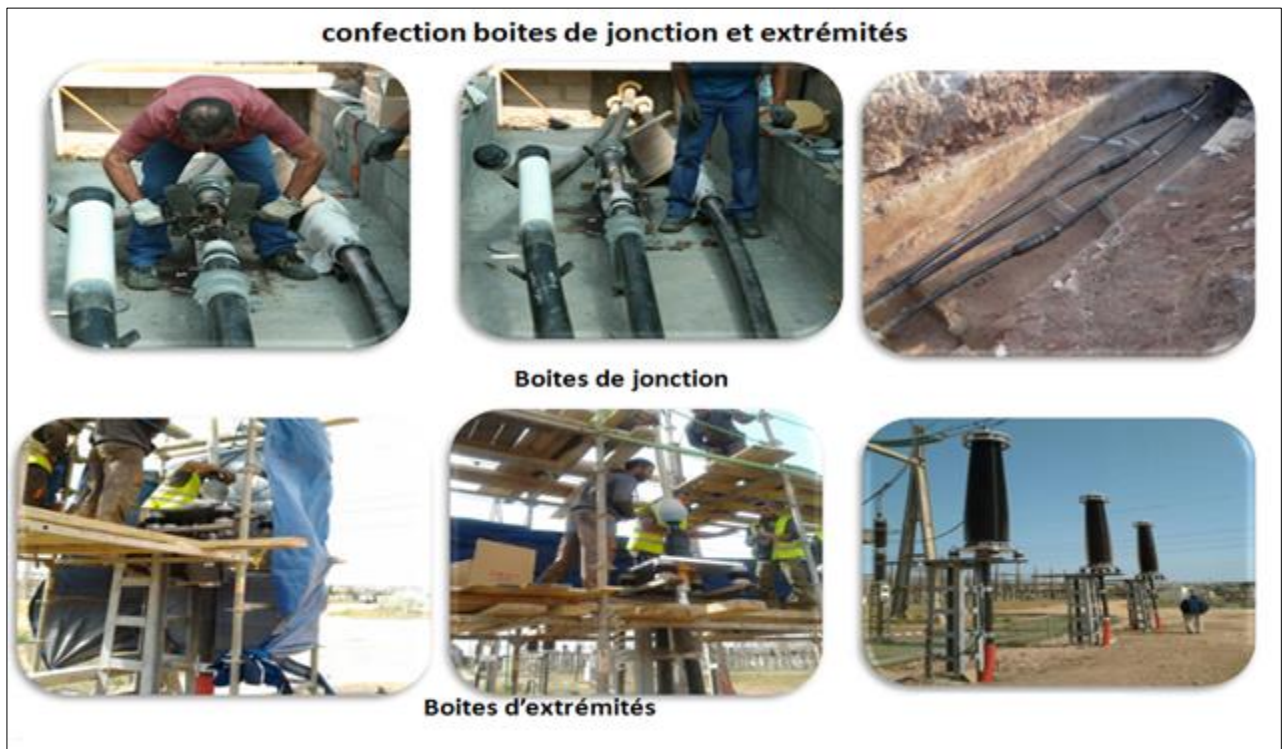 confection boites de jonction et extrémités
Boites de jonction
Boites d'extrémités